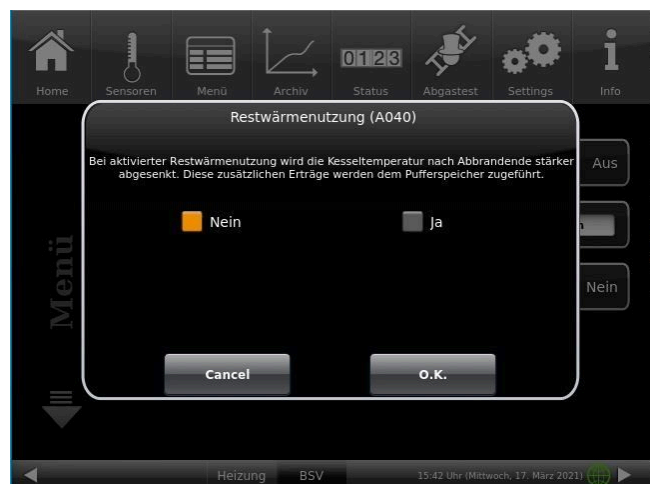 Home Sensoren Menü Archiv 0123 Status Abgastest Settings Info
Restwärmenutzung (A040)
Bei aktivierter Restwärmenutzung wird die Kesseltemperatur nach Abbrandende stärker
abgesenkt. Diese zusätzlichen Erträge werden dem Pufferspeicher zugeführt.
Nein Ja
Cancel O.K.
Menü
Aus
n
Nein
Heizung BSV 15:42 Uhr (Mittwoch, 17. März 2021)